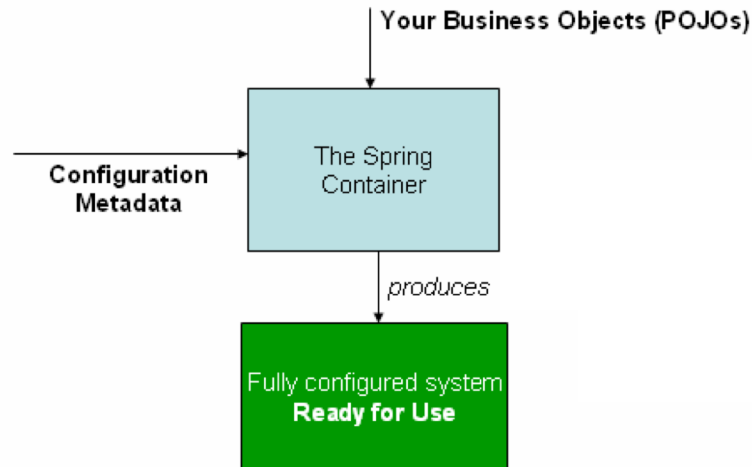 Your Business Objects (POJOs)
The Spring
Container
Configuration
Metadata
produces
Fully configured system
Ready for Use